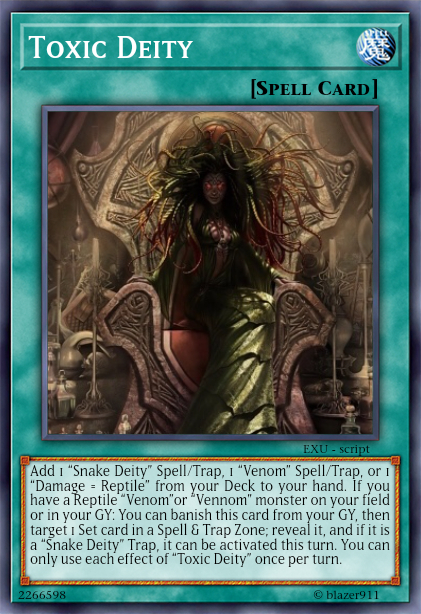 Toxic Deity
魔
[Spell Card]
EXU - script
Add 1 “Snake Deity” Spell/Trap, 1 “Venom” Spell/Trap, or 1
“Damage = Reptile” from your Deck to your hand. If you
have a Reptile “Venom”or “Vennom” monster on your field
or in your GY: You can banish this card from your GY, then
target 1 Set card in a Spell & Trap Zone; reveal it, and if it is
a “Snake Deity” Trap, it can be activated this turn. You can
only use each effect of “Toxic Deity” once per turn.
2266598
© blazer911